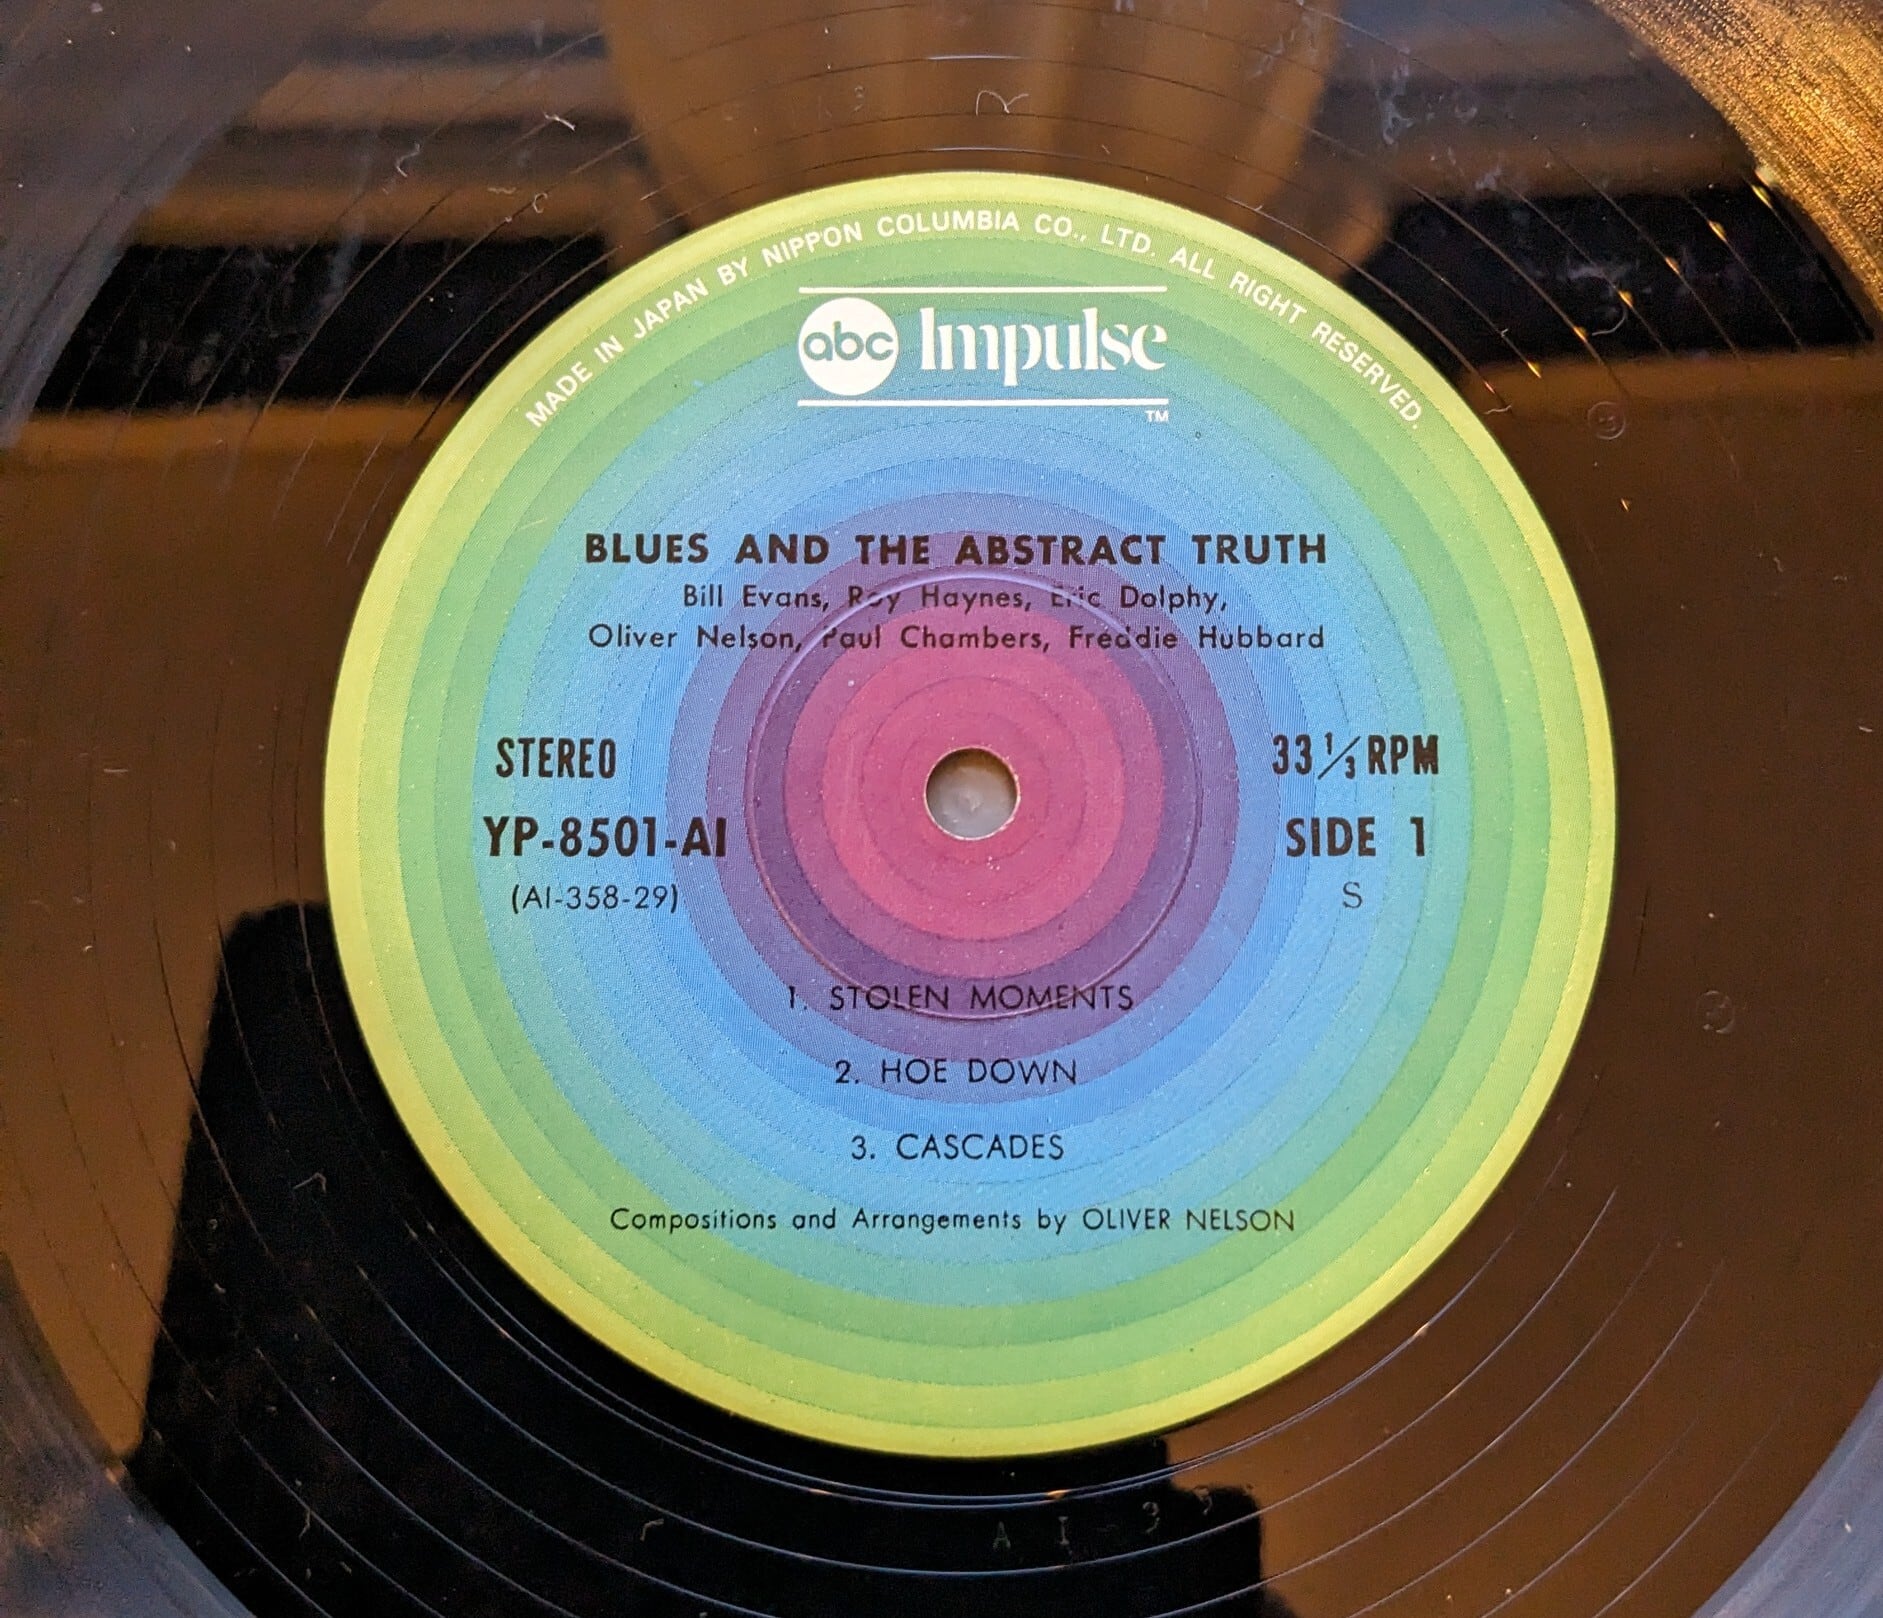 MADE IN JAPAN BY NIPPON COLUMBIA CO., LTD. ALL RIGHT RESERVED.
abc Impulse
TM
BLUES AND THE ABSTRACT TRUTH
Bill Evans, Roy Haynes, Eric Dolphy,
Oliver Nelson, Paul Chambers, Freddie Hubbard
STEREO
33 1/3 RPM
YP-8501-AI
SIDE 1
(AI-358-29)
S
1. STOLEN MOMENTS
2. HOE DOWN
3. CASCADES
Compositions and Arrangements by OLIVER NELSON